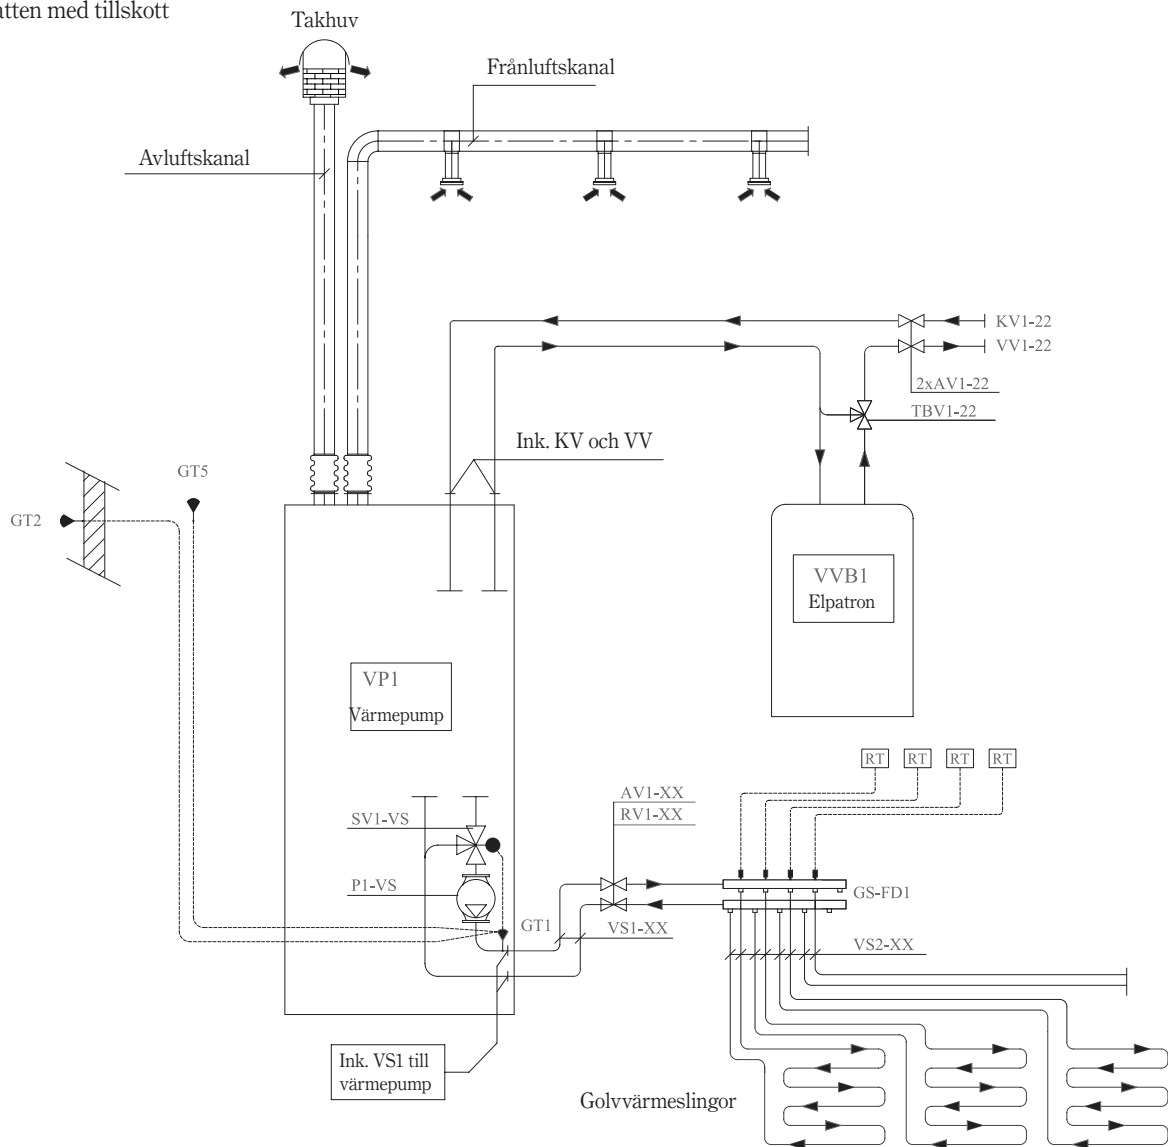 atten med tillskott
Takhuv
Frånluftskanal
Avluftskanal
KV1-22
VV1-22
2xAV1-22
TBV1-22
Ink. KV och VV
GT5
GT2
VVB1
Elpatron
VP1
Värmepump
RT RT RT RT
AV1-XX
RV1-XX
SV1-VS
P1-VS
GS-FD1
GT1
VS1-XX
VS2-XX
Ink. VS1 till
värmepump
Golvvärmeslingor